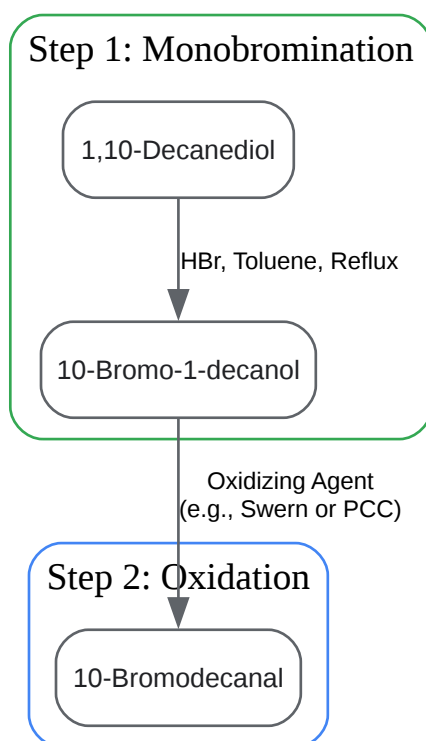 Step 1: Monobromination
1,10-Decanediol
HBr, Toluene, Reflux
10-Bromo-1-decanol
Oxidizing Agent
(e.g., Swern or PCC)
Step 2: Oxidation
10-Bromodecanal